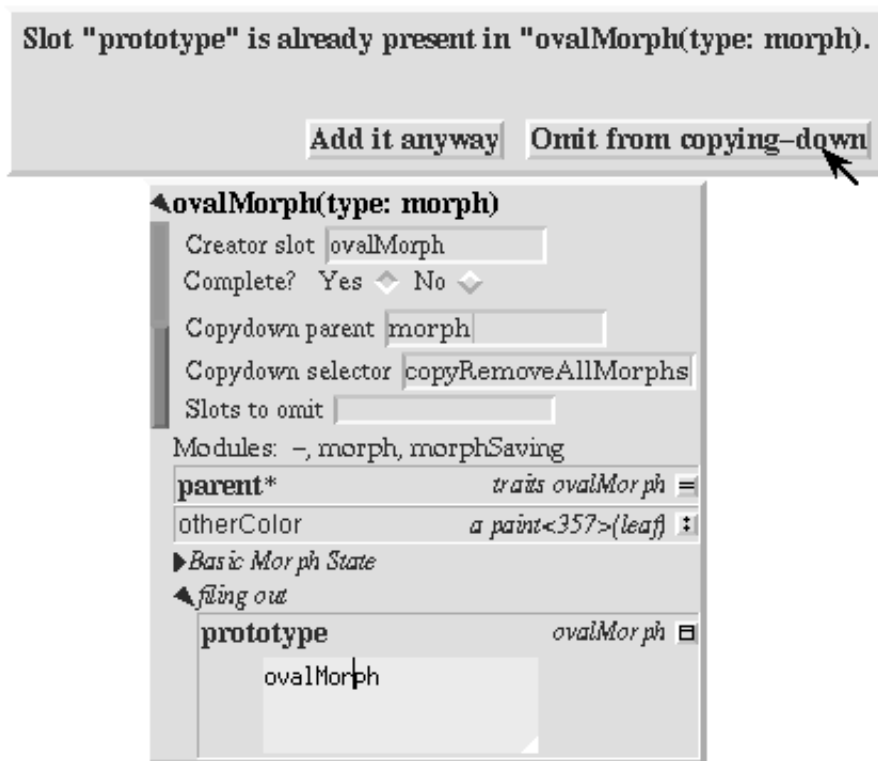 Slot "prototype" is already present in "ovalMorph(type: morph).
Add it anyway Omit from copying–down
ovalMorph(type: morph)
Creator slot ovalMorph
Complete? Yes No
Copydown parent morph
Copydown selector copyRemoveAllMorphs
Slots to omit
Modules: –, morph, morphSaving
parent* traits ovalMorph =
otherColor a paint<357>(leaf) :
Basic Morph State
filing out
prototype ovalMorph
ovalMorph